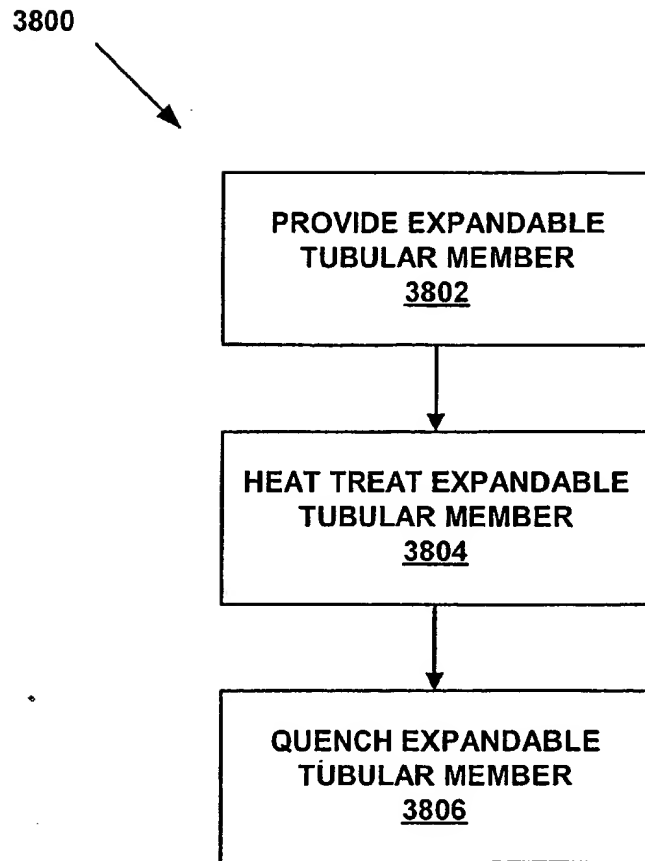 3800
PROVIDE EXPANDABLE
TUBULAR MEMBER
3802
HEAT TREAT EXPANDABLE
TUBULAR MEMBER
3804
QUENCH EXPANDABLE
TUBULAR MEMBER
3806